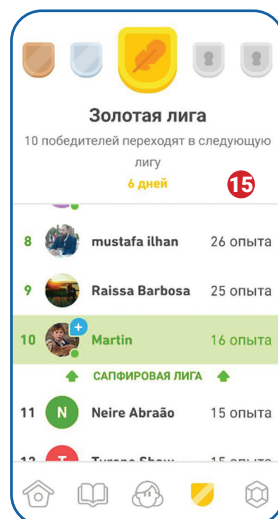 Золотая лига
10 победителей переходят в следующую
лигу
6 дней
15
8 mustafa ilhan 26 опыта
9 Raissa Barbosa 25 опыта
10 Martin 16 опыта
САПФИРОВАЯ ЛИГА
11 N Neire Abraão 15 опыта